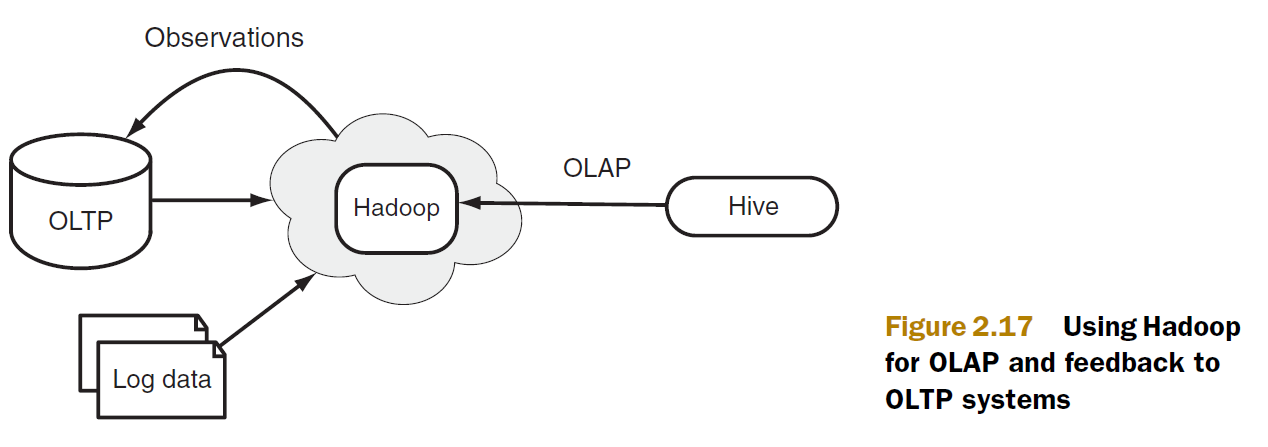 Observations
OLAP
OLTP
Hadoop
Hive
Log data
Figure 2.17 Using Hadoop
for OLAP and feedback to
OLTP systems